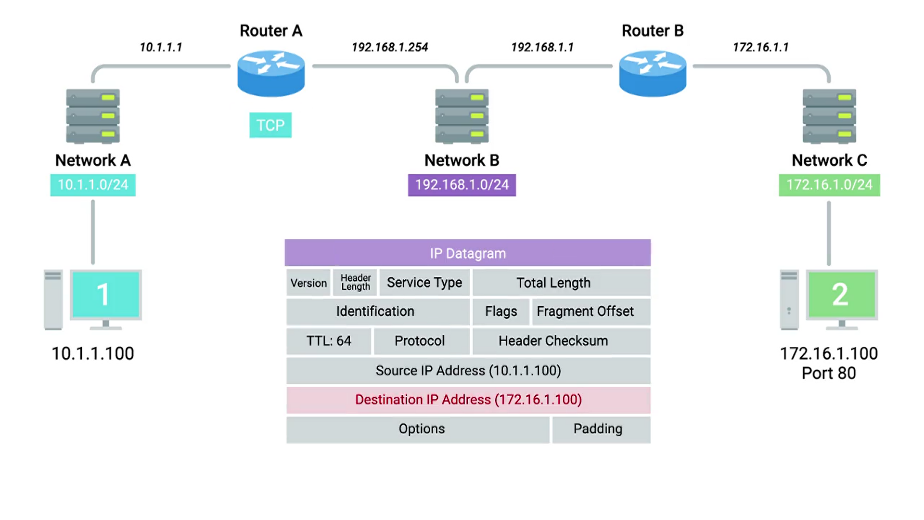 Router A
Router B
10.1.1.1
192.168.1.254
192.168.1.1
172.16.1.1
TCP
Network A
Network B
Network C
10.1.1.0/24
192.168.1.0/24
172.16.1.0/24
IP Datagram
Version
Header Length
Service Type
Total Length
Identification
Flags
Fragment Offset
TTL: 64
Protocol
Header Checksum
Source IP Address (10.1.1.100)
Destination IP Address (172.16.1.100)
Options
Padding
1
10.1.1.100
2
172.16.1.100
Port 80